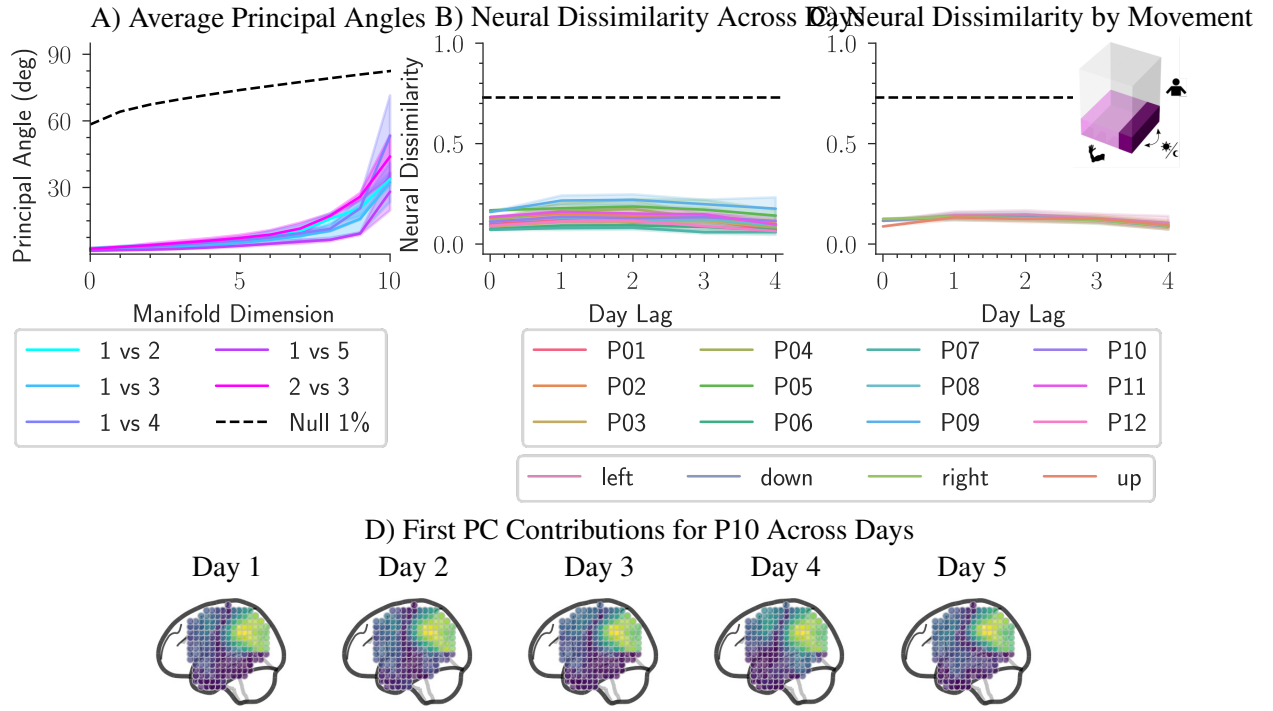 A) Average Principal Angles
B) Neural Dissimilarity Across Days
Neural Dissimilarity by Movement
Principal Angle (deg)
90
60
30
0
5
10
Manifold Dimension
Neural Dissimilarity
1.0
0.5
0.0
0
1
2
3
4
Day Lag
1.0
0.5
0.0
0
1
2
3
4
Day Lag
1 vs 2
1 vs 5
1 vs 3
2 vs 3
1 vs 4
Null 1%
P01
P04
P07
P10
P02
P05
P08
P11
P03
P06
P09
P12
left
down
right
up
D) First PC Contributions for P10 Across Days
Day 1
Day 2
Day 3
Day 4
Day 5